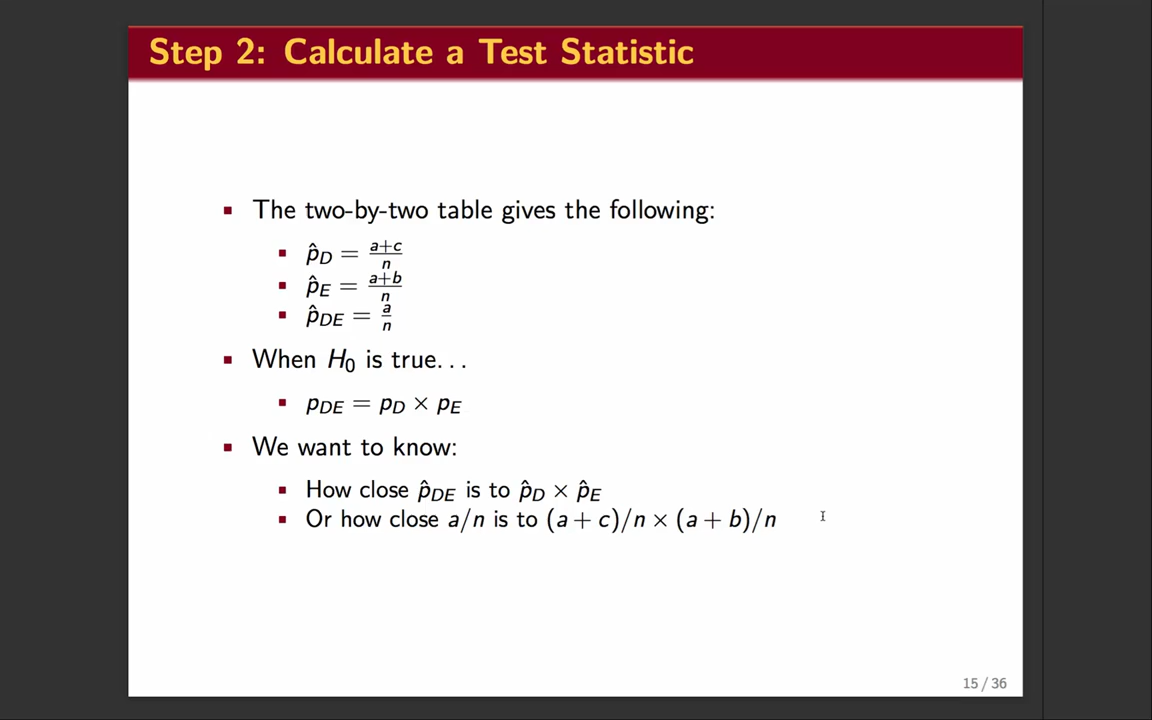 Step 2: Calculate a Test Statistic
▪ The two-by-two table gives the following:
▪ p̂_D = (a+c)/n
▪ p̂_E = (a+b)/n
▪ p̂_DE = a/n
▪ When H₀ is true...
▪ p_DE = p_D × p_E
▪ We want to know:
▪ How close p̂_DE is to p̂_D × p̂_E
▪ Or how close a/n is to (a + c)/n × (a + b)/n
15 / 36